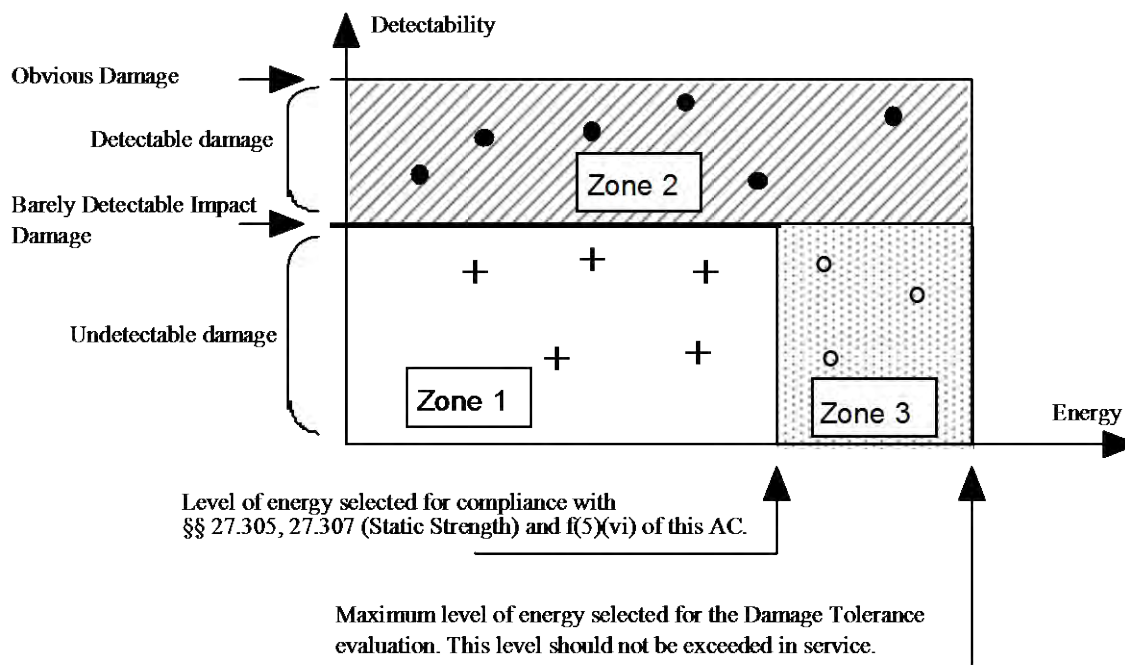 Detectability
Obvious Damage
Detectable damage
Zone 2
Barely Detectable Impact
Damage
Undetectable damage
Zone 1
Zone 3
Energy
Level of energy selected for compliance with
§§ 27.305, 27.307 (Static Strength) and f(5)(vi) of this AC.
Maximum level of energy selected for the Damage Tolerance
evaluation. This level should not be exceeded in service.